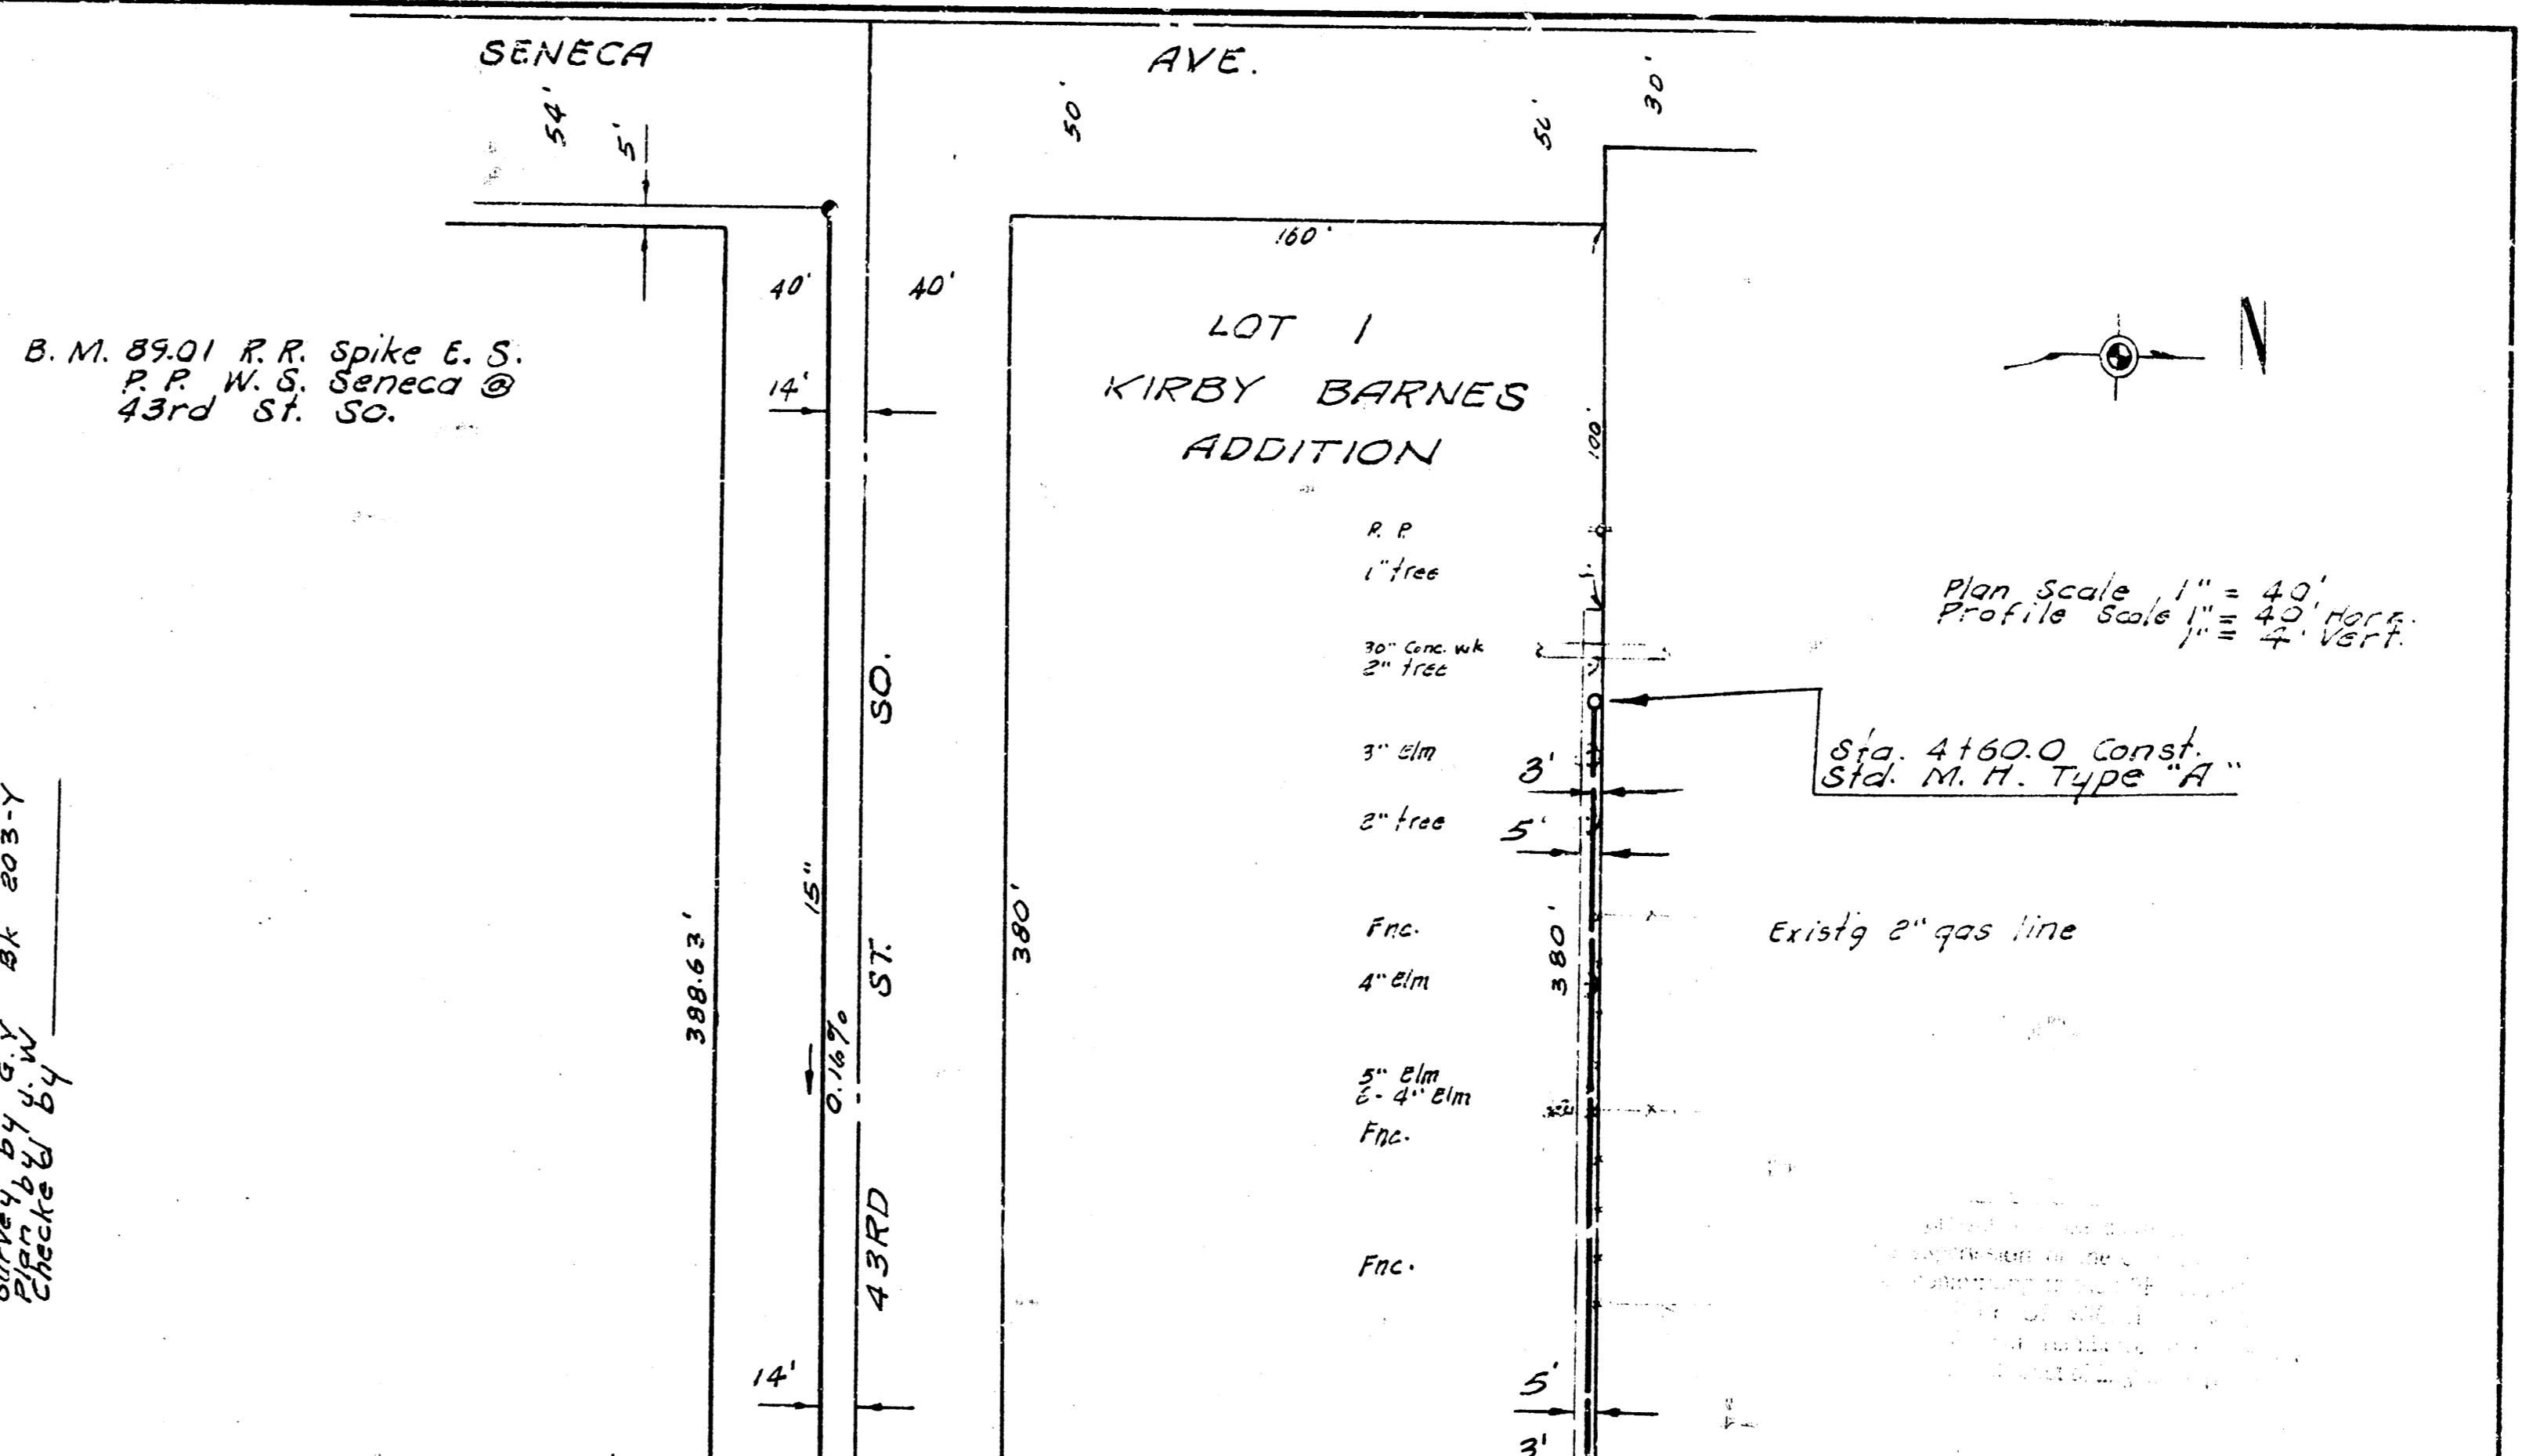 SENECA AVE.
54'
5'
50'
30'
160'
40'
40'
B. M. 89.01 R. R. Spike E. S.
P. P. W. S. Seneca @
43rd St. So.
14'
LOT 1
KIRBY BARNES
ADDITION
100'
N
P. P.
1" tree
30" Conc. wk
2" tree
3" Elm
2" tree
Fnc.
4" Elm
5" Elm
4" Elm
Fnc.
Fnc.
Plan Scale 1" = 40'
Profile Scale 1" = 40' Horz.
1" = 4' Vert.
Sta. 4+60.0 Const.
Std. M. H. Type "A"
3'
5'
380'
Existg 2" gas line
388.63'
15"
0.16%
43RD ST. SO.
380'
14'
5'
3'
Survey by G.Y Bk 203-Y
Plan by Y.W
Checked by